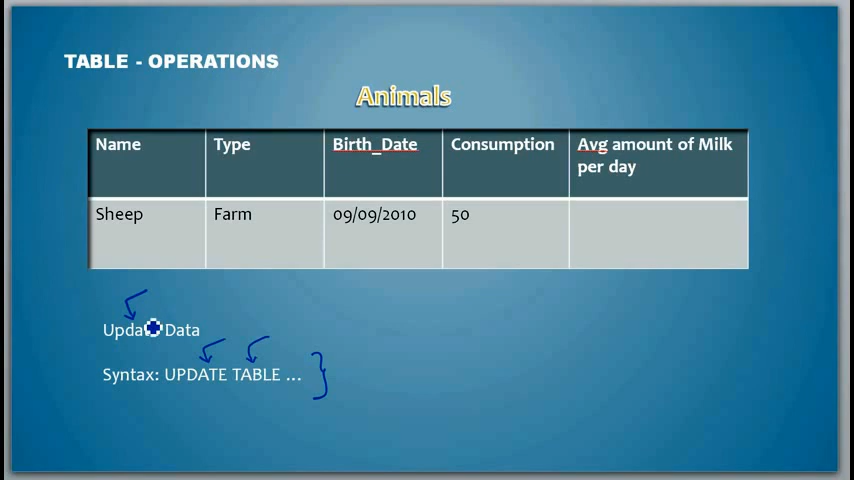 TABLE - OPERATIONS
Animals
Name Type Birth_Date Consumption Avg amount of Milk per day
Sheep Farm 09/09/2010 50
Upda Data
Syntax: UPDATE TABLE ...